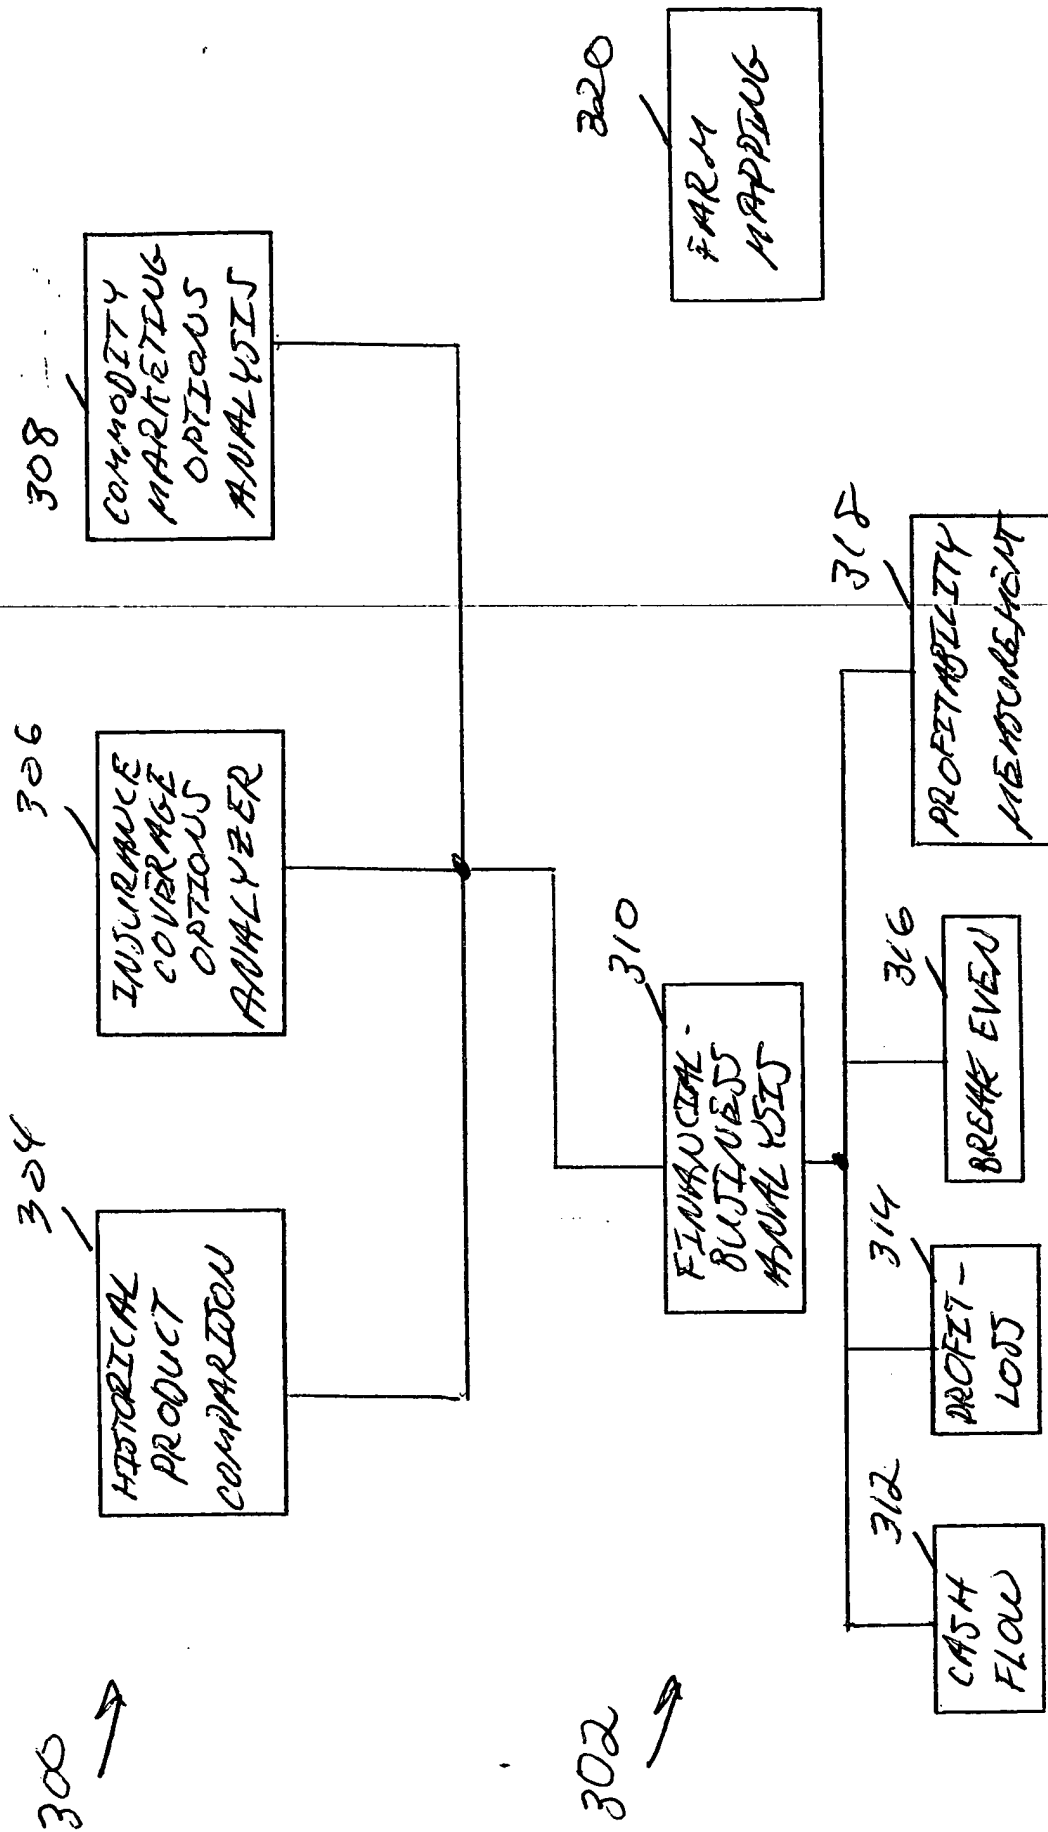 300
304
HISTORICAL
PRODUCT
COMPARISON
306
INSURANCE
COVERAGE
OPTIONS
ANALYZER
308
COMMODITY
MARKETING
OPTIONS
ANALYSIS
302
310
FINANCIAL-
BUSINESS
ANALYSIS
320
FARM
MAPPING
312
CASH
FLOW
314
PROFIT-
LOSS
316
BREAK EVEN
318
PROFITABILITY
MEASUREMENT